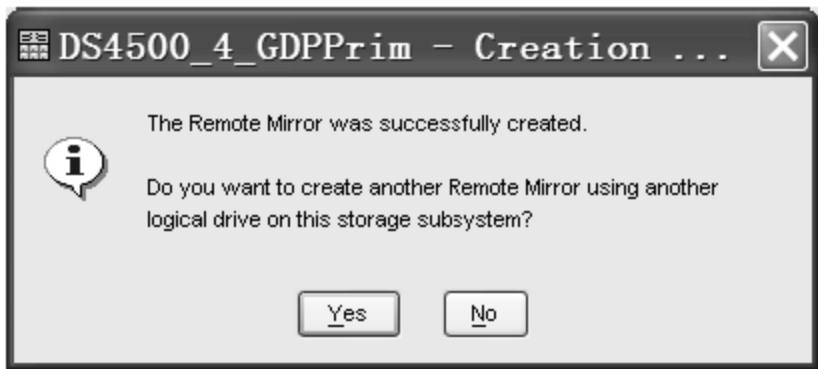 DS4500_4_GDPPrim - Creation ...
The Remote Mirror was successfully created.
Do you want to create another Remote Mirror using another
logical drive on this storage subsystem?
Yes
No